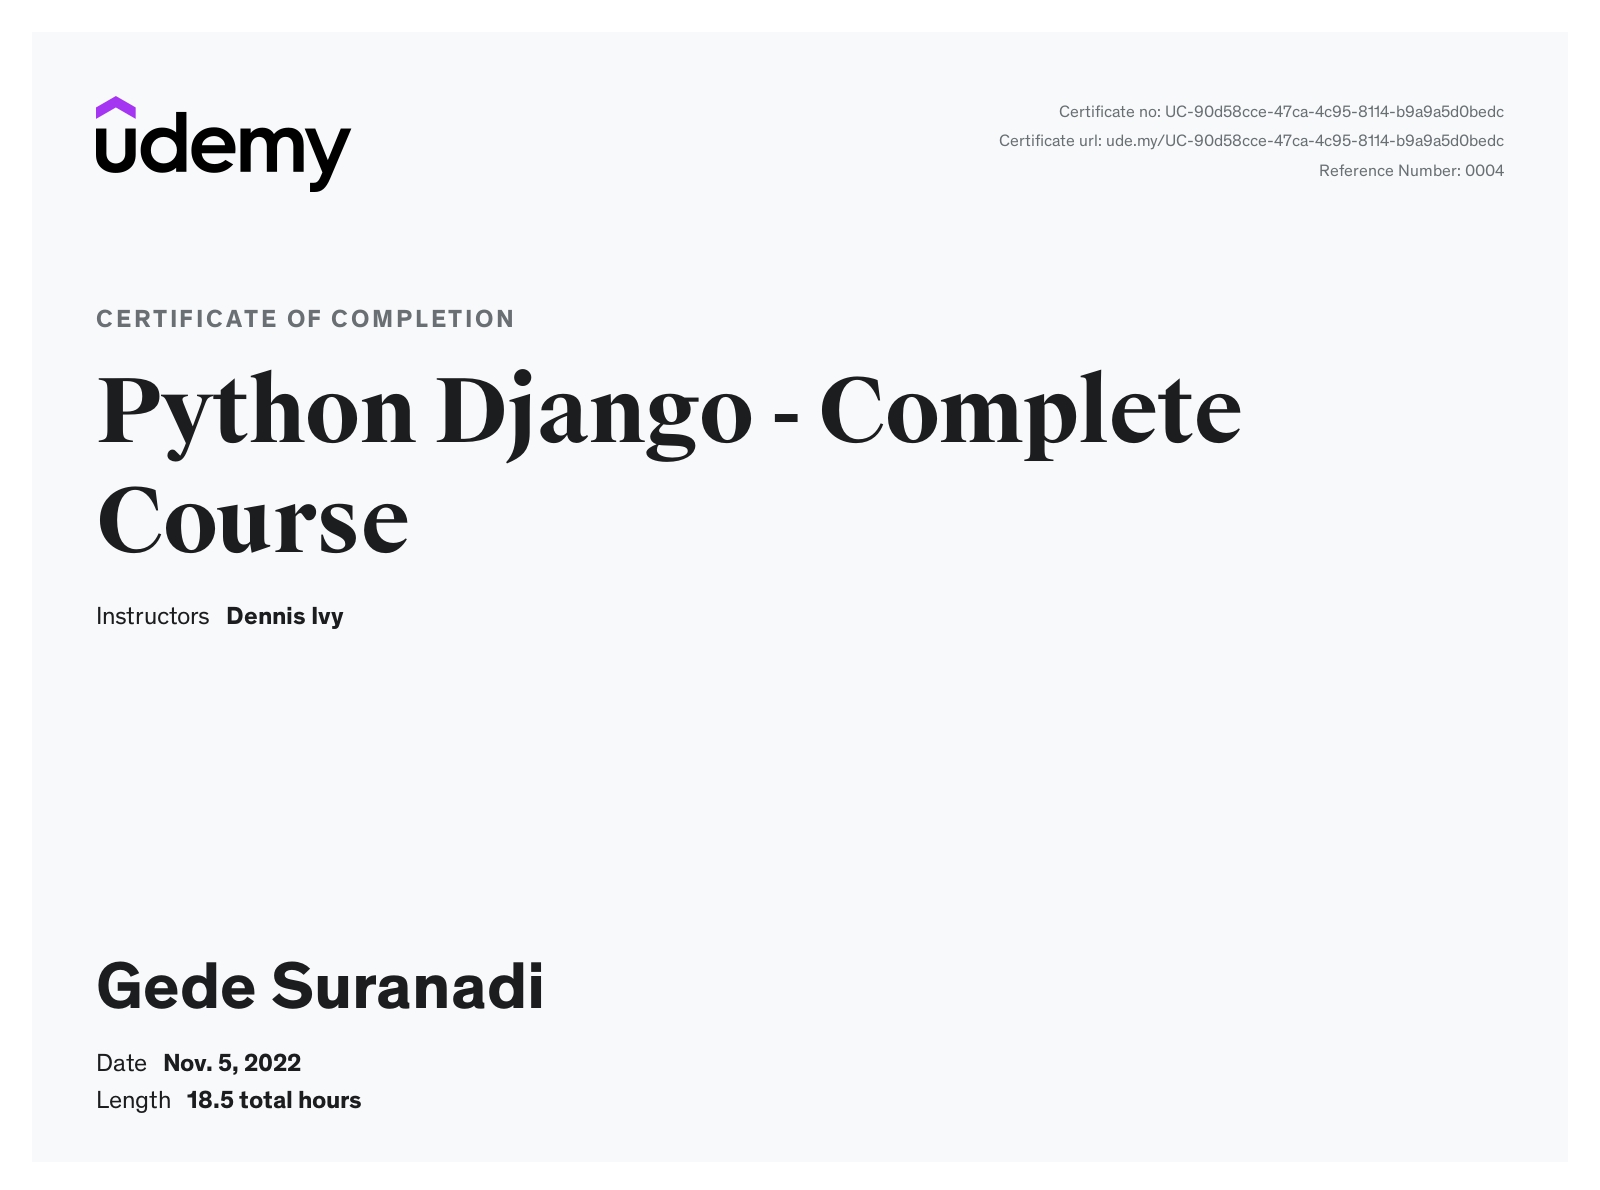 udemy
Certificate no: UC-90d58cce-47ca-4c95-8114-b9a9a5d0bedc
Certificate url: ude.my/UC-90d58cce-47ca-4c95-8114-b9a9a5d0bedc
Reference Number: 0004
CERTIFICATE OF COMPLETION
Python Django - Complete
Course
Instructors Dennis Ivy
Gede Suranadi
Date Nov. 5, 2022
Length 18.5 total hours